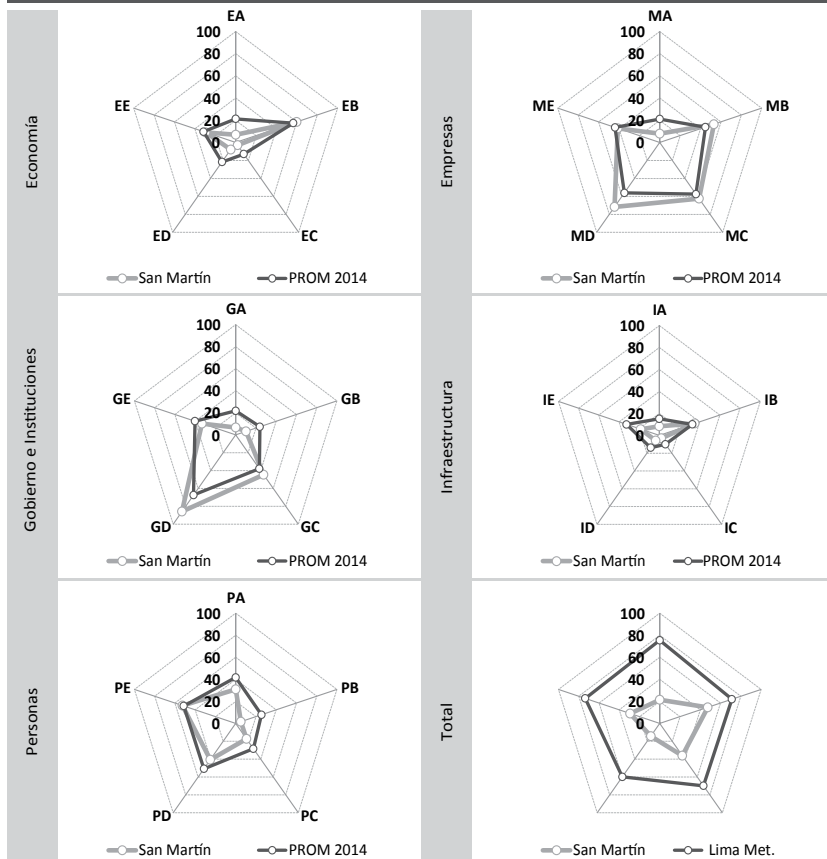 Economía
EA
100
80
60
40
20
0
EE
EB
ED
EC
San Martín
PROM 2014
Empresas
MA
100
80
60
40
20
0
ME
MB
MD
MC
San Martín
PROM 2014
Gobierno e Instituciones
GA
100
80
60
40
20
0
GE
GB
GD
GC
San Martín
PROM 2014
Infraestructura
IA
100
80
60
40
20
0
IE
IB
ID
IC
San Martín
PROM 2014
Personas
PA
100
80
60
40
20
0
PE
PB
PD
PC
San Martín
PROM 2014
Total
100
80
60
40
20
0
San Martín
Lima Met.